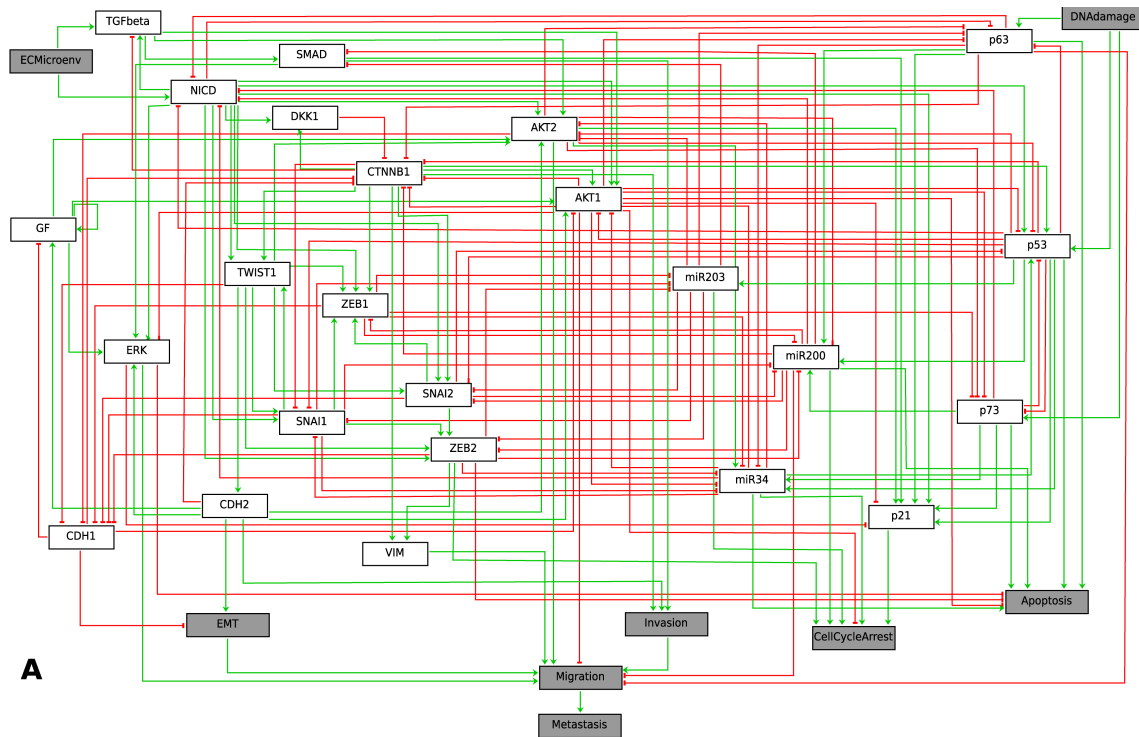 TGFbeta
DNAdamage
p63
SMAD
ECMicroenv
NICD
DKK1
AKT2
CTNNB1
AKT1
GF
p53
TWIST1
miR203
ZEB1
ERK
miR200
SNAI2
p73
SNAI1
ZEB2
miR34
CDH2
p21
CDH1
VIM
Apoptosis
EMT
Invasion
CellCycleArrest
A
Migration
Metastasis